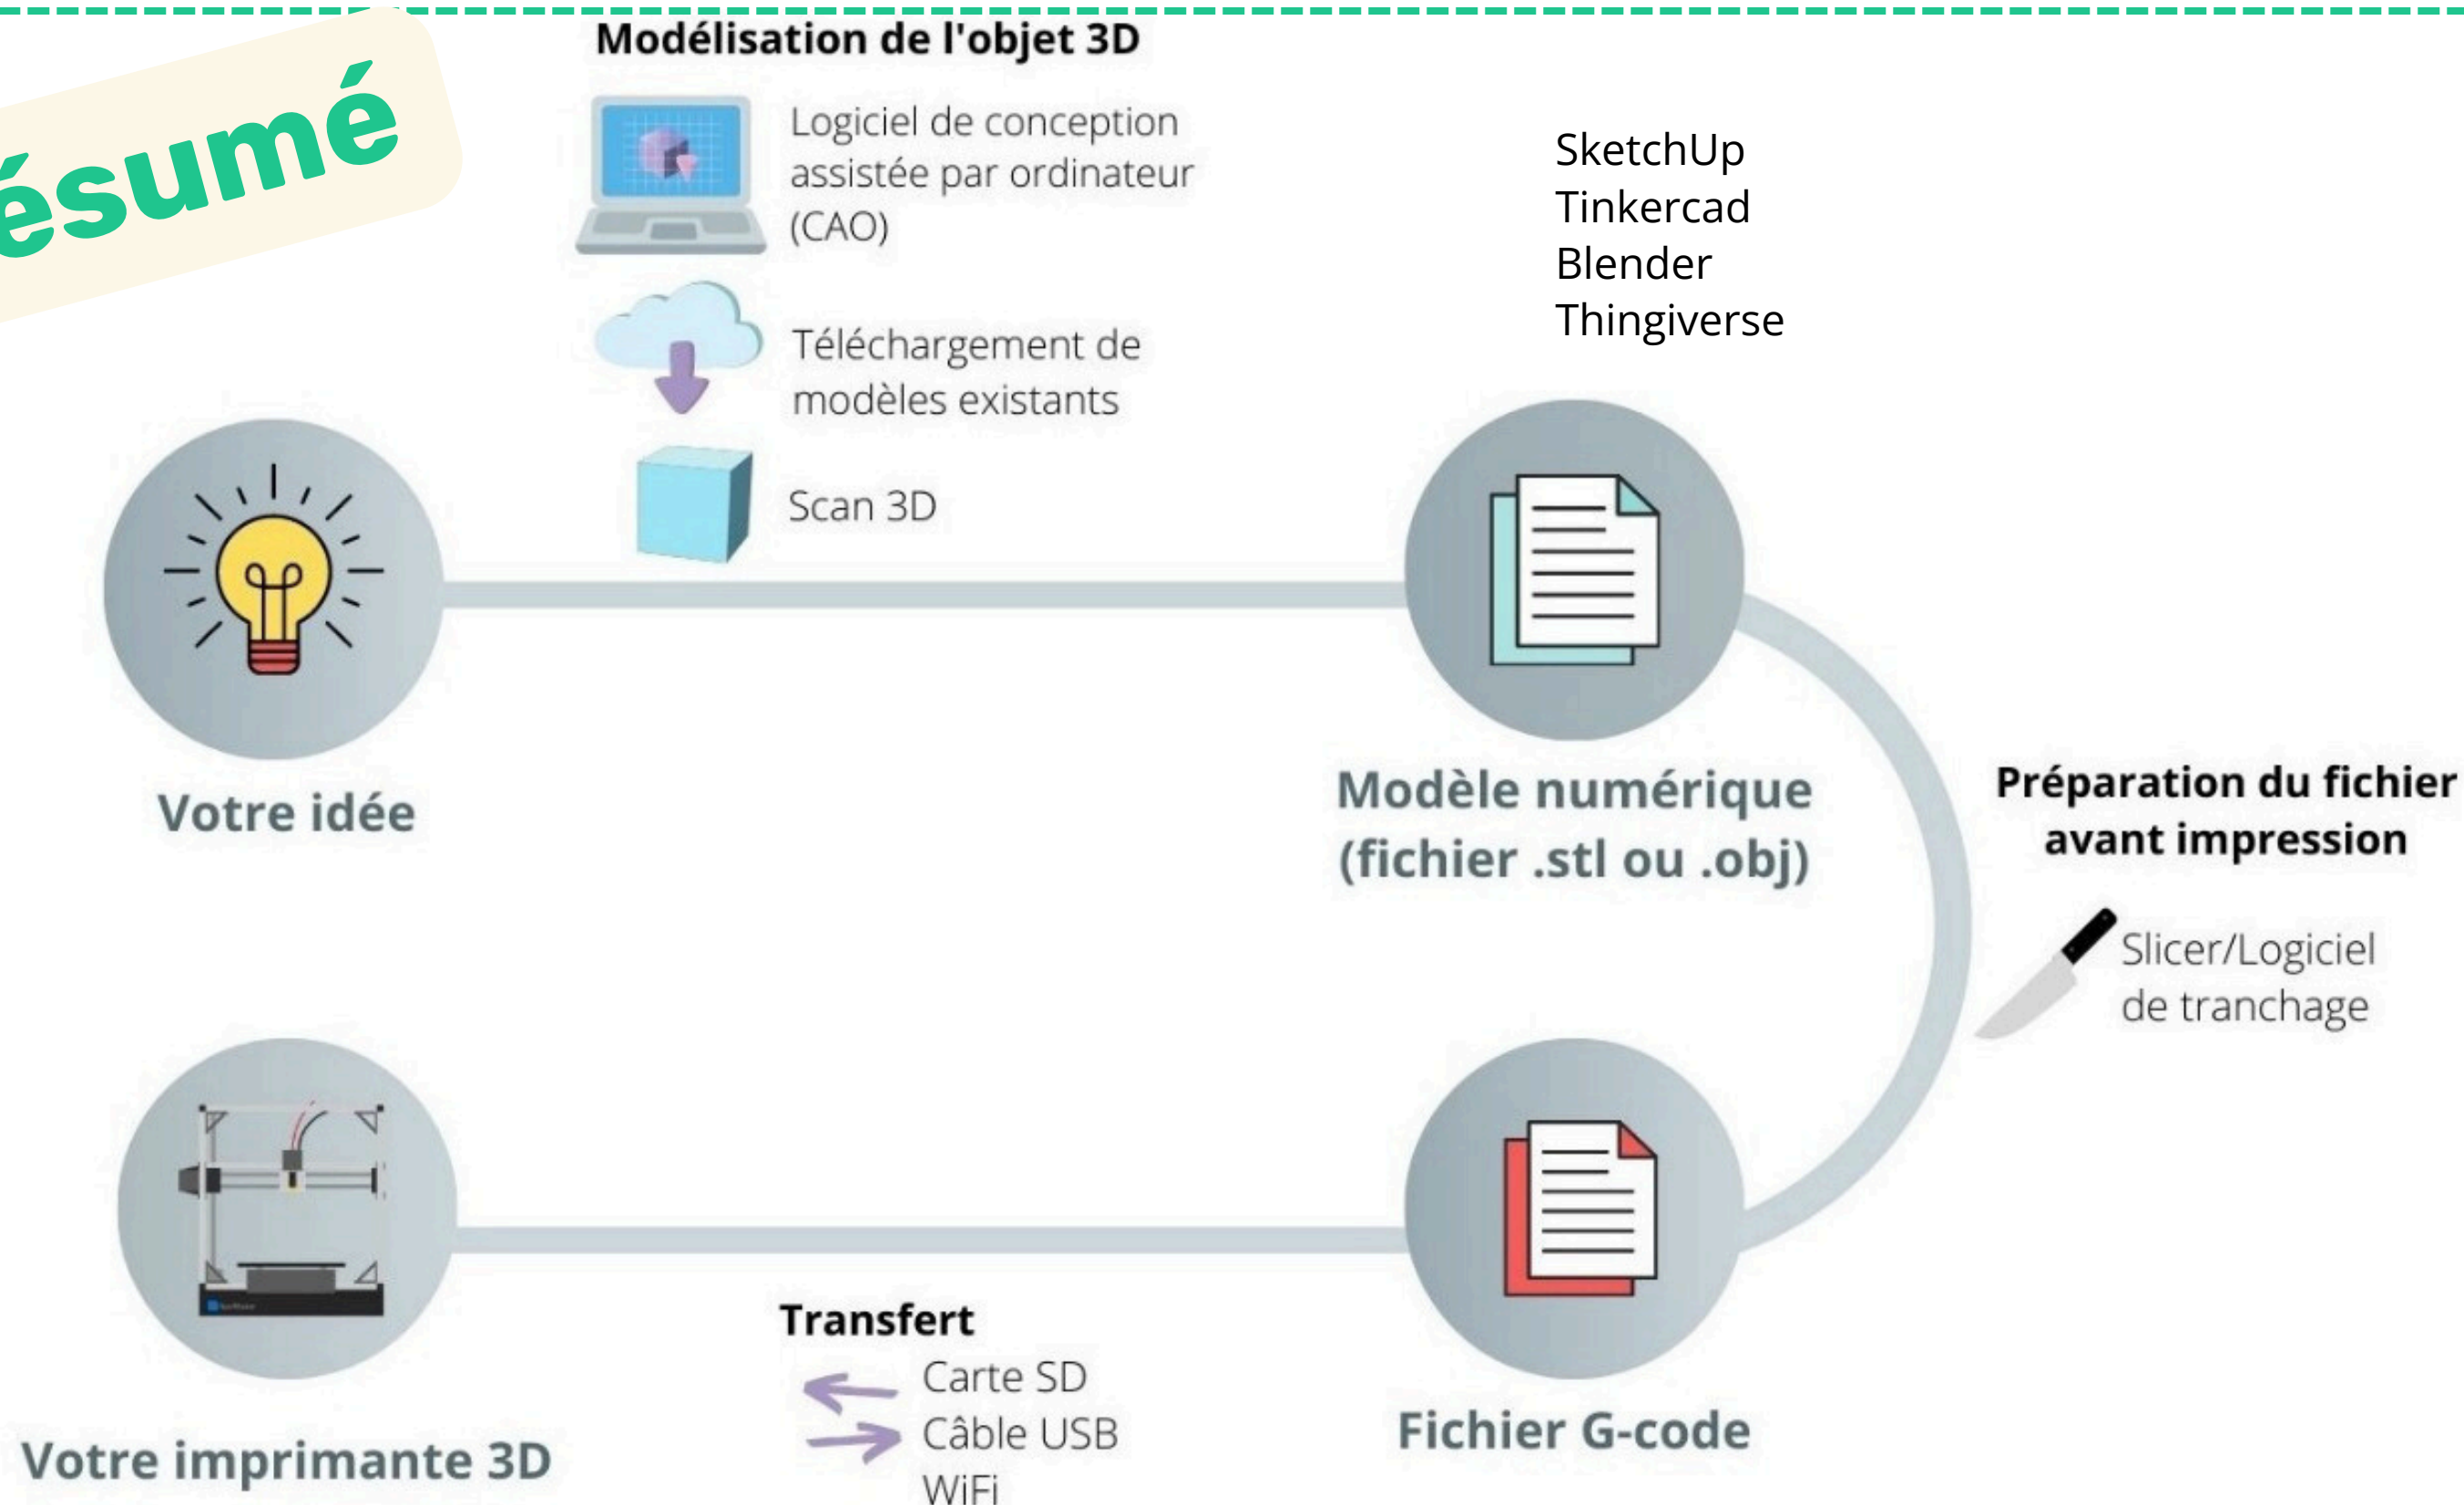 ésumé
Modélisation de l'objet 3D
Logiciel de conception
assistée par ordinateur
(CAO)
Téléchargement de
modèles existants
Scan 3D
SketchUp
Tinkercad
Blender
Thingiverse
Votre idée
Modèle numérique
(fichier .stl ou .obj)
Préparation du fichier
avant impression
Slicer/Logiciel
de tranchage
Fichier G-code
Transfert
Carte SD
Câble USB
WiFi
Votre imprimante 3D